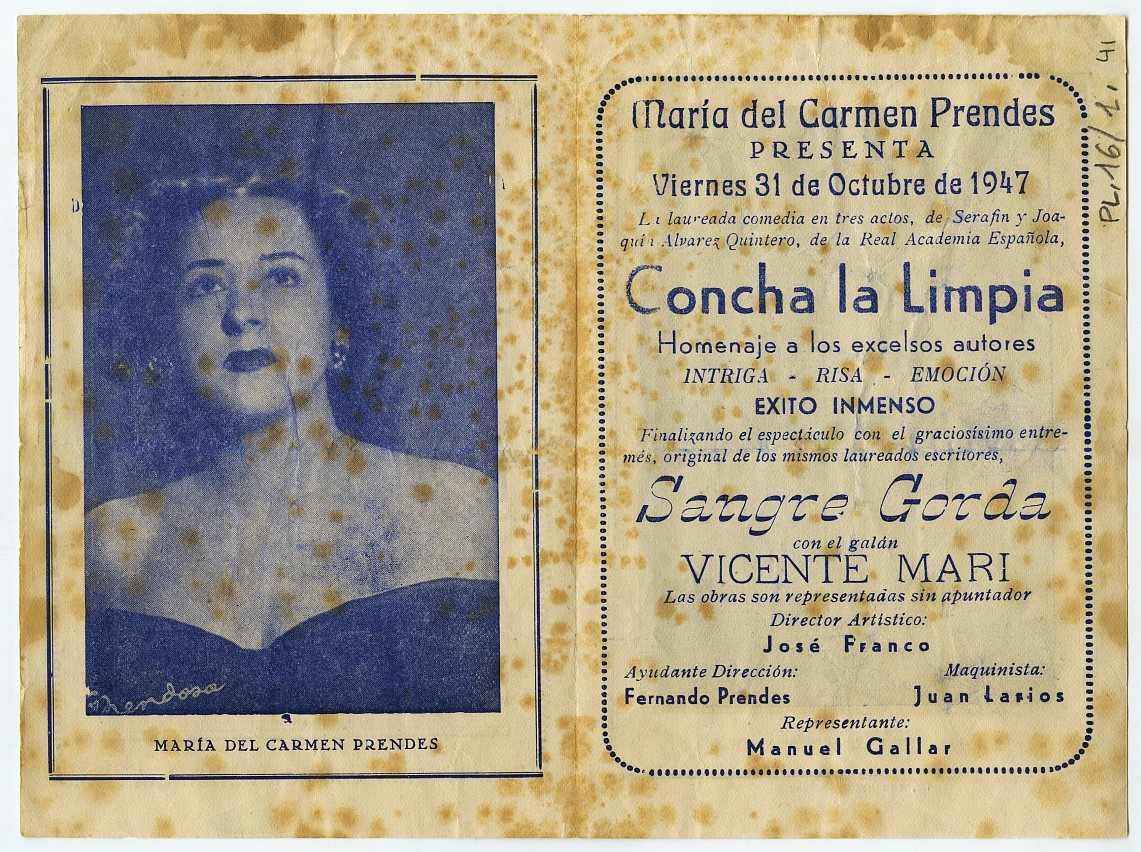 Mendosa
MARÍA DEL CARMEN PRENDES
María del Carmen Prendes
PRESENTA
Viernes 31 de Octubre de 1947
La laureada comedia en tres actos, de Serafin y Joa-
quín Alvarez Quintero, de la Real Academia Española,
Concha la Limpia
Homenaje a los excelsos autores
INTRIGA - RISA - EMOCIÓN
EXITO INMENSO
Finalizando el espectáculo con el graciosísimo entre-
més, original de los mismos laureados escritores,
Sangre Gorda
con el galán
VICENTE MARI
Las obras son representadas sin apuntador
Director Artístico:
José Franco
Ayudante Dirección: Maquinista:
Fernando Prendes Juan Larios
Representante:
Manuel Gallar
PL.16/1.41